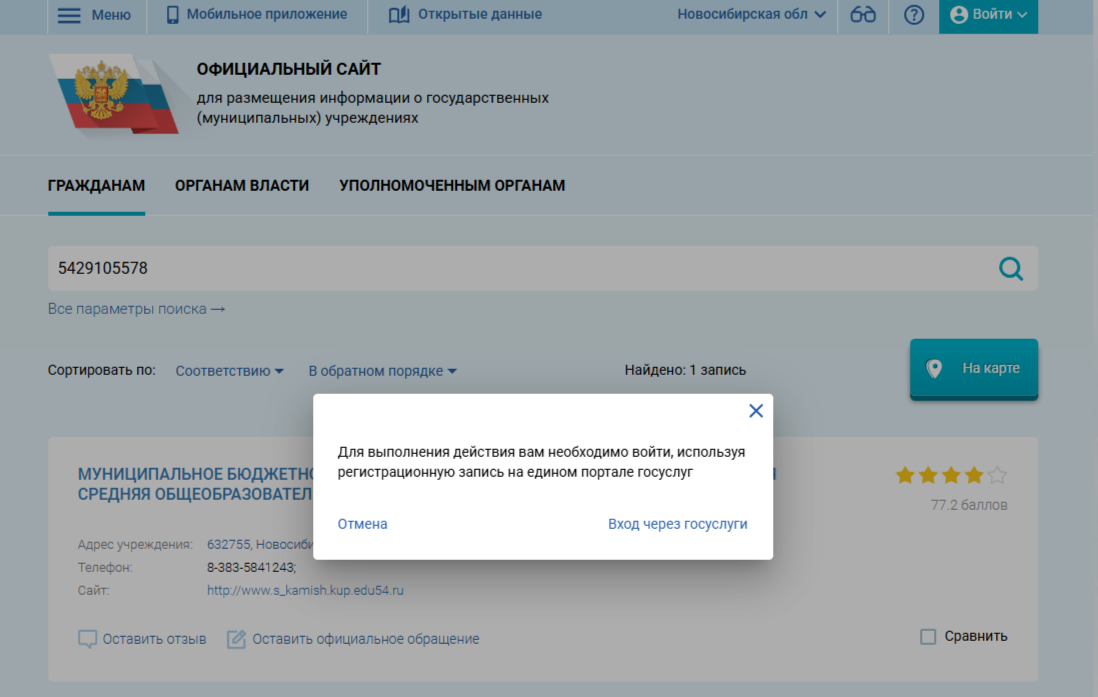 Меню Мобильное приложение Открытые данные Новосибирская обл Войти
ОФИЦИАЛЬНЫЙ САЙТ
для размещения информации о государственных
(муниципальных) учреждениях
ГРАЖДАНАМ ОРГАНАМ ВЛАСТИ УПОЛНОМОЧЕННЫМ ОРГАНАМ
5429105578
Все параметры поиска →
Сортировать по: Соответствию В обратном порядке Найдено: 1 запись На карте
Для выполнения действия вам необходимо войти, используя
регистрационную запись на едином портале госуслуг
Отмена Вход через госуслуги
МУНИЦИПАЛЬНОЕ
СРЕДНЯЯ
77.2 баллов
Адрес учреждения: 632755,
Телефон: 8-383-5841243;
Сайт: http://www.s_kamish.kup.edu54.ru
Оставить отзыв Оставить официальное обращение Сравнить